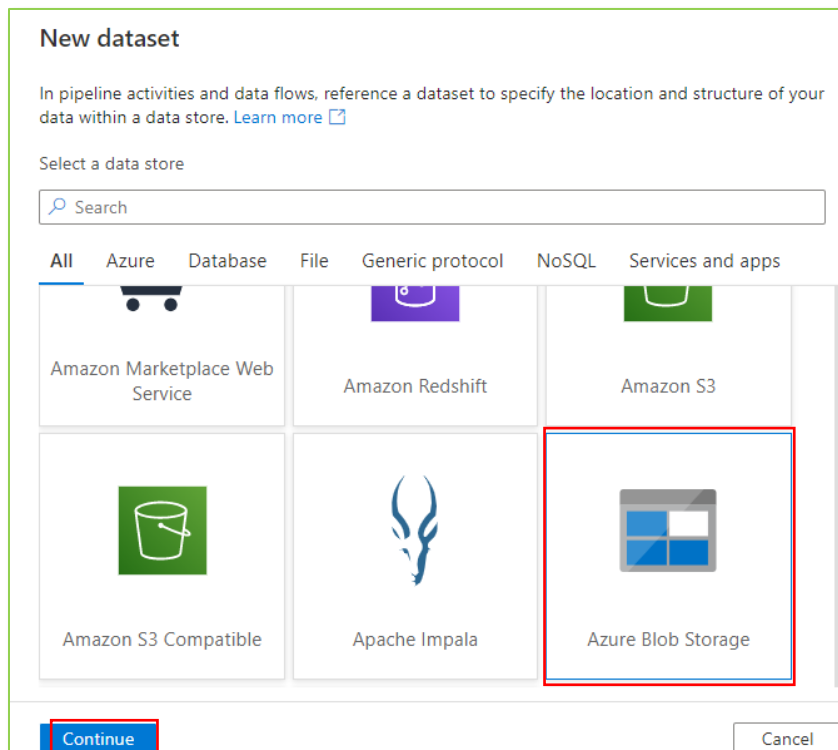 New dataset
In pipeline activities and data flows, reference a dataset to specify the location and structure of your
data within a data store. Learn more
Select a data store
Search
All Azure Database File Generic protocol NoSQL Services and apps
Amazon Marketplace Web
Service
Amazon Redshift
Amazon S3
Amazon S3 Compatible
Apache Impala
Azure Blob Storage
Continue
Cancel